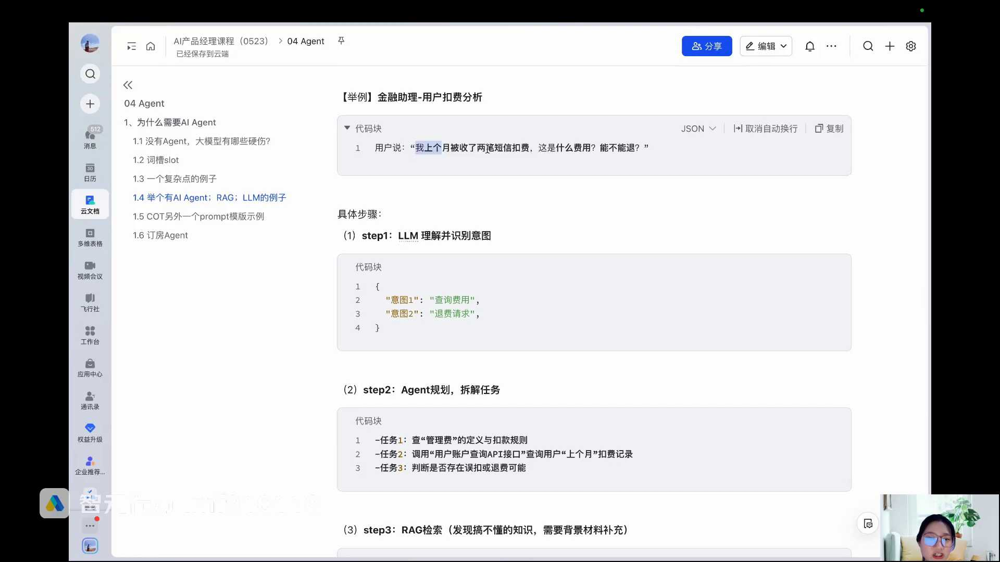 AI产品经理课程（0523） > 04 Agent
已经保存到云端
分享
编辑
512
消息
30
日历
云文档
多维表格
视频会议
飞行社
工作台
应用中心
通讯录
权益升级
企业推荐...
04 Agent
1、为什么需要AI Agent
1.1 没有Agent，大模型有哪些硬伤？
1.2 词槽slot
1.3 一个复杂点的例子
1.4 举个有AI Agent；RAG；LLM的例子
1.5 COT另外一个prompt模版示例
1.6 订房Agent
【举例】金融助理-用户扣费分析
代码块
JSON
取消自动换行
复制
1 用户说：“我上个月被收了两笔短信扣费，这是什么费用？能不能退？”
具体步骤：
（1）step1：LLM 理解并识别意图
代码块
1 {
2 "意图1": "查询费用",
3 "意图2": "退费请求",
4 }
（2）step2：Agent规划，拆解任务
代码块
1 -任务1：查“管理费”的定义与扣款规则
2 -任务2：调用“用户账户查询API接口”查询用户“上个月”扣费记录
3 -任务3：判断是否存在误扣或退费可能
（3）step3：RAG检索（发现搞不懂的知识，需要背景材料补充）